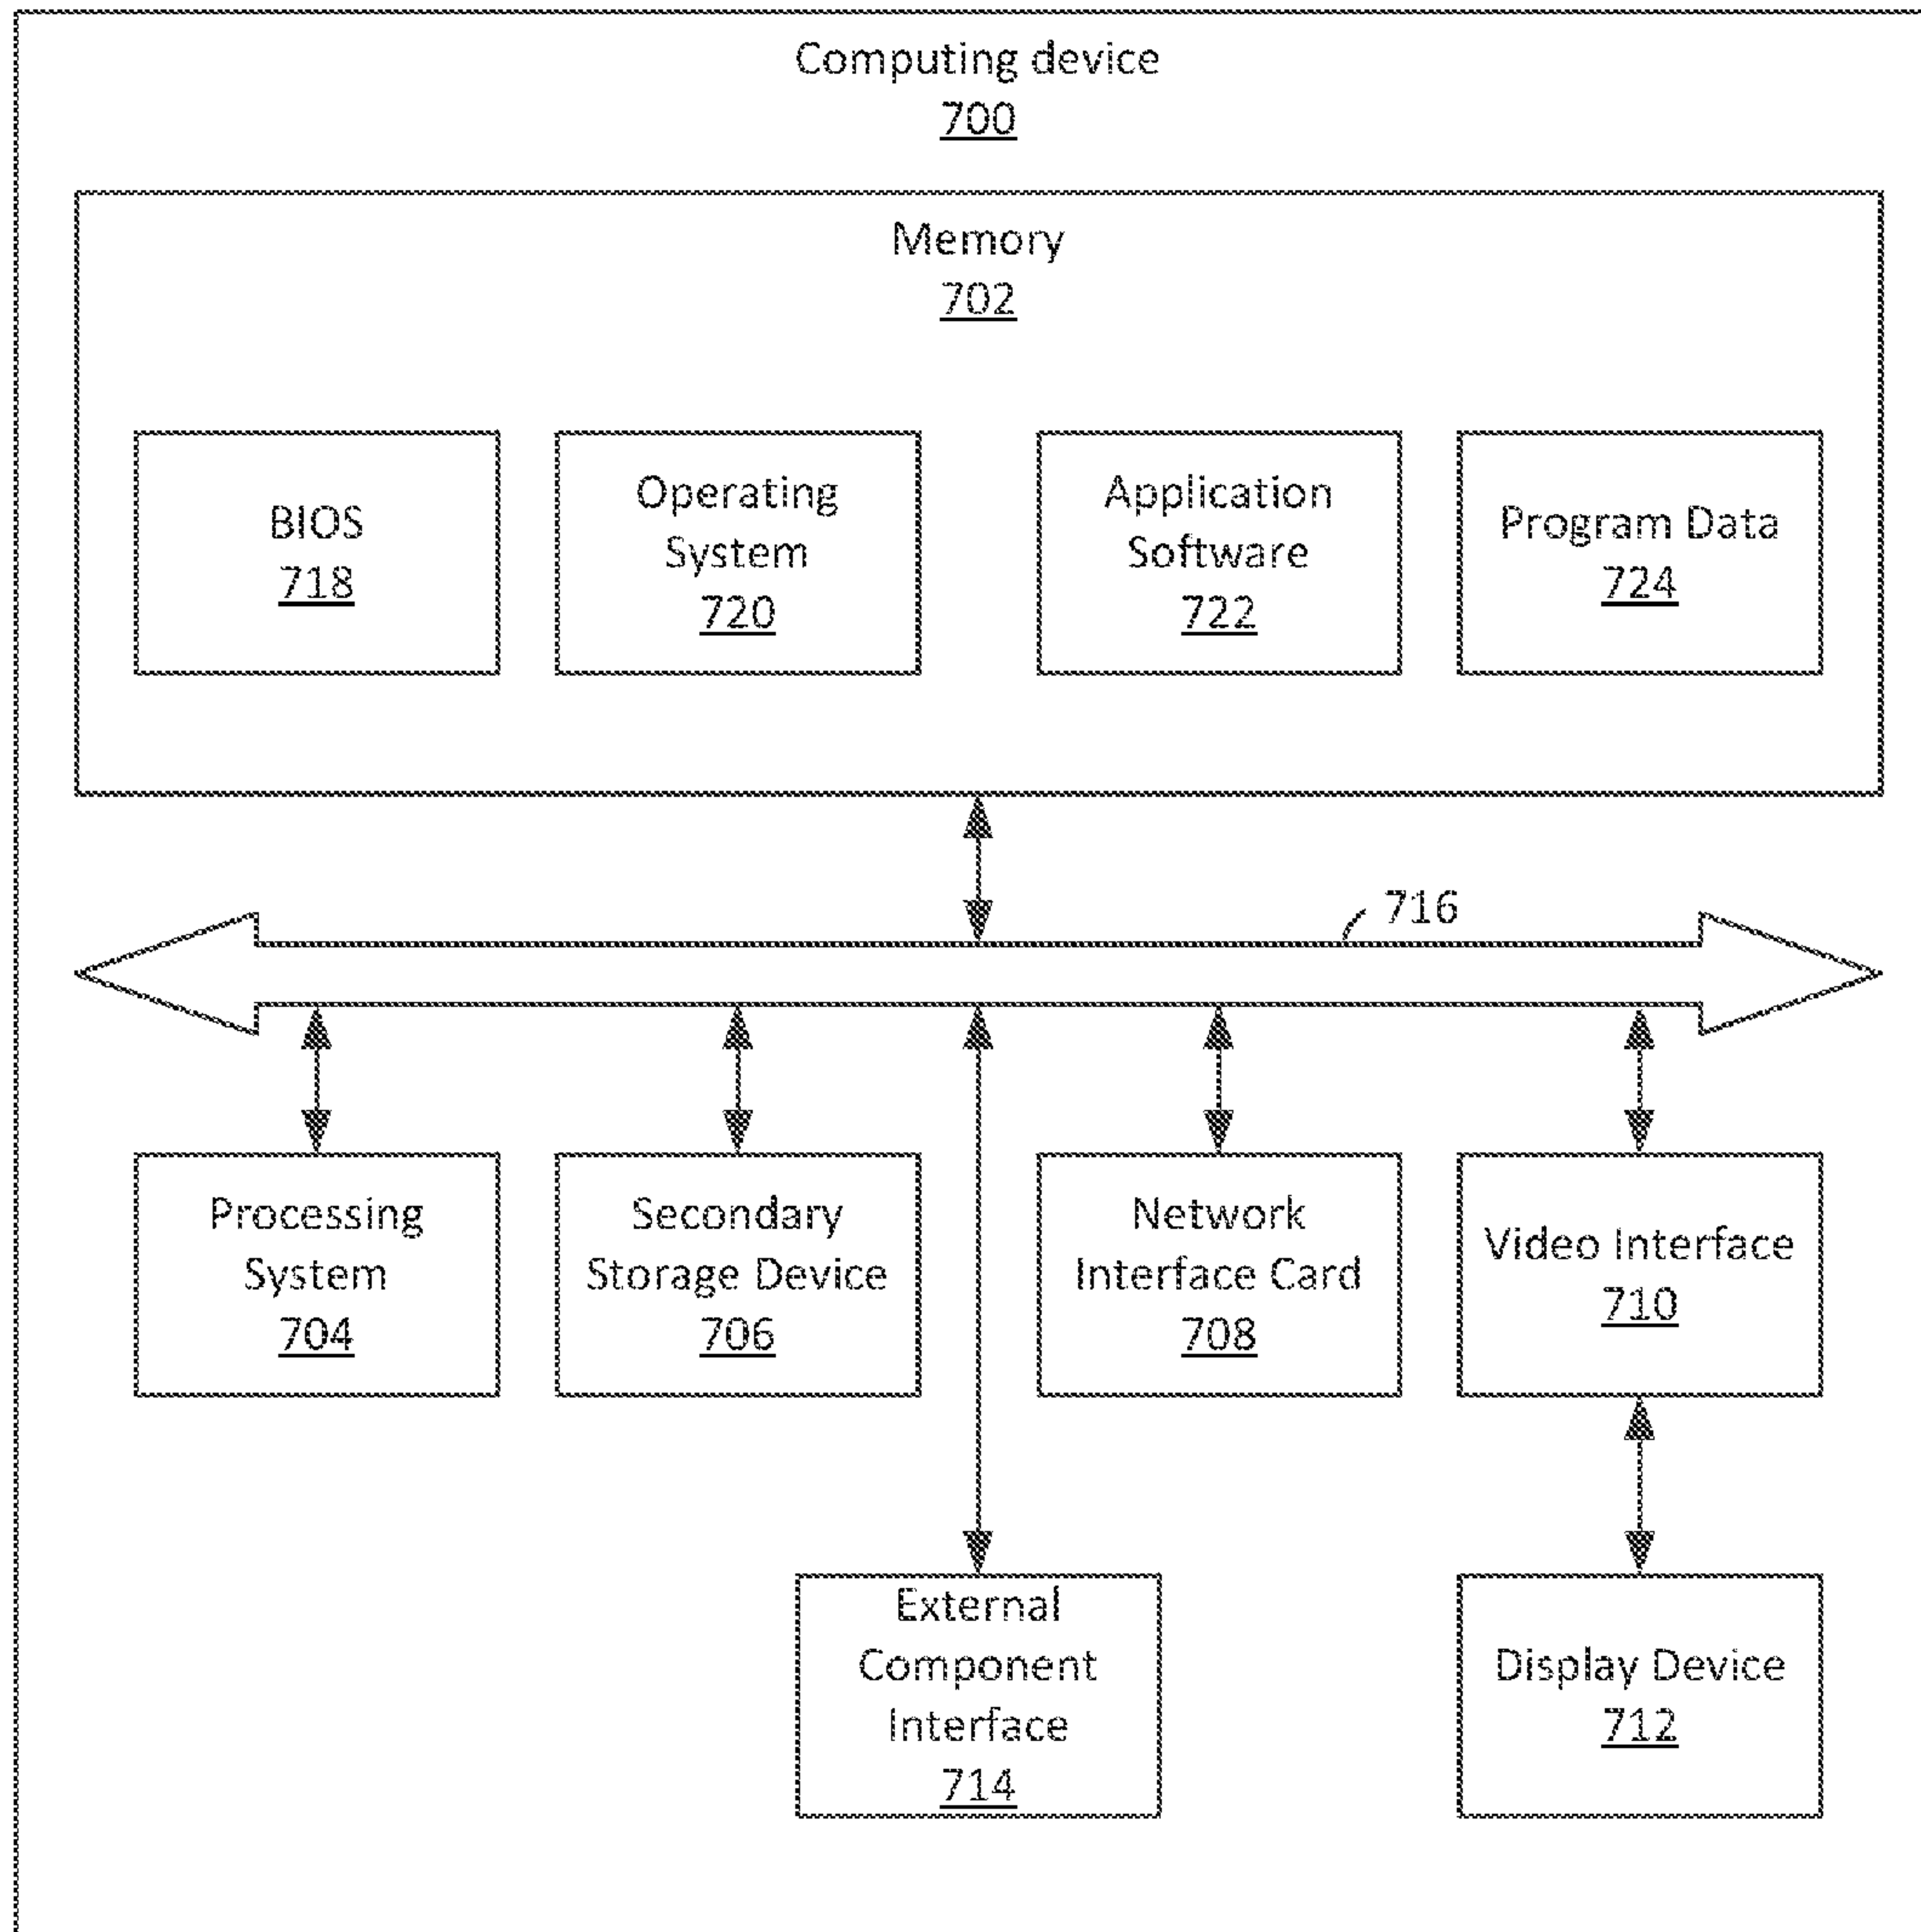 Computing device
700
Memory
702
BIOS
718
Operating
System
720
Application
Software
722
Program Data
724
716
Processing
System
704
Secondary
Storage Device
706
Network
Interface Card
708
Video Interface
710
External
Component
Interface
714
Display Device
712